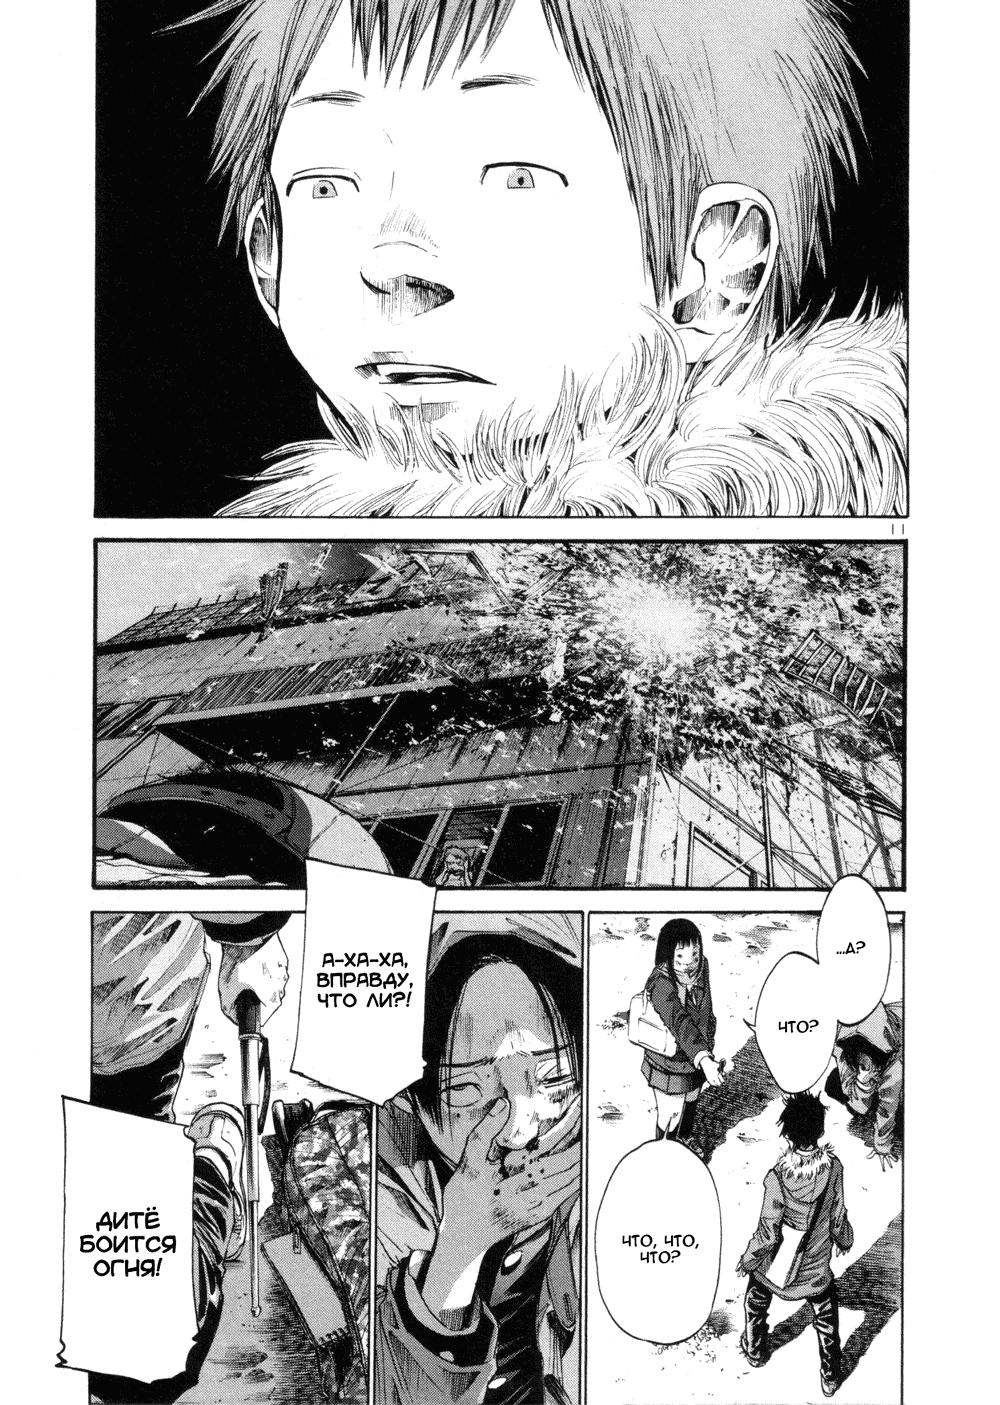 11
...Д?
ЧТО?
ЧТО, ЧТО,
ЧТО?
А-ХА-ХА,
ВПРАВДУ,
ЧТО ЛИ?!
ДИТЁ
БОИТСЯ
ОГНЯ!